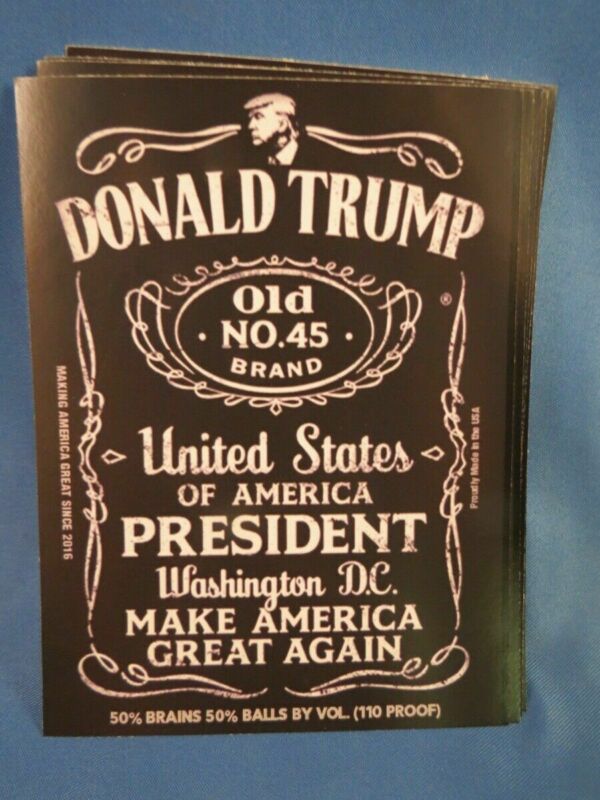 DONALD TRUMP
Old
· NO.45 ·
BRAND
®
United States
OF AMERICA
PRESIDENT
Washington D.C.
MAKE AMERICA
GREAT AGAIN
50% BRAINS 50% BALLS BY VOL. (110 PROOF)
MAKING AMERICA GREAT SINCE 2016
Proudly Made in the USA